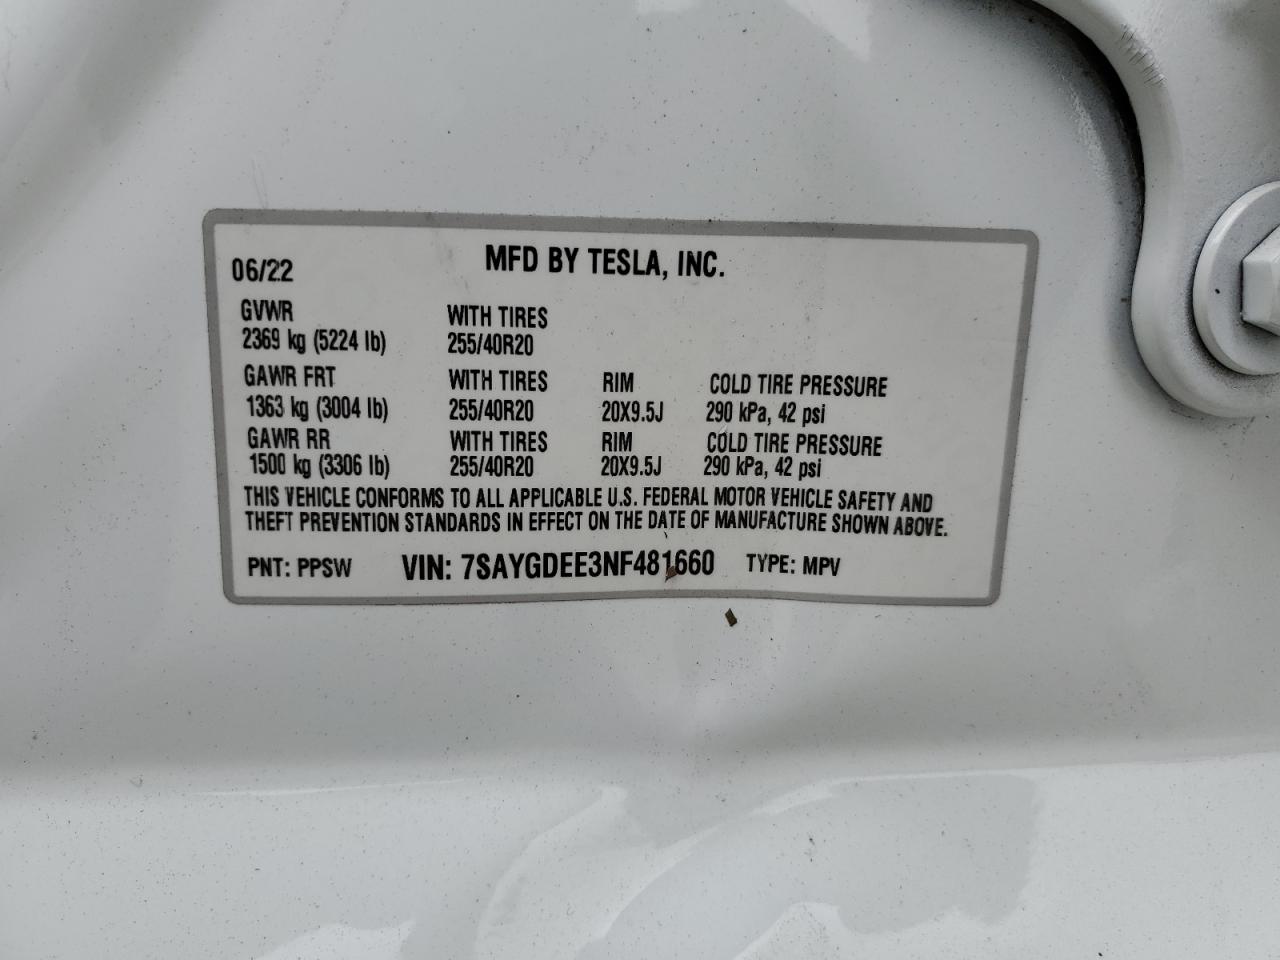 06/22 MFD BY TESLA, INC.
GVWR WITH TIRES
2369 kg (5224 lb) 255/40R20
GAWR FRT WITH TIRES RIM COLD TIRE PRESSURE
1363 kg (3004 lb) 255/40R20 20X9.5J 290 kPa, 42 psi
GAWR RR WITH TIRES RIM COLD TIRE PRESSURE
1500 kg (3306 lb) 255/40R20 20X9.5J 290 kPa, 42 psi
THIS VEHICLE CONFORMS TO ALL APPLICABLE U.S. FEDERAL MOTOR VEHICLE SAFETY AND
THEFT PREVENTION STANDARDS IN EFFECT ON THE DATE OF MANUFACTURE SHOWN ABOVE.
PNT: PPSW VIN: 7SAYGDEE3NF481660 TYPE: MPV